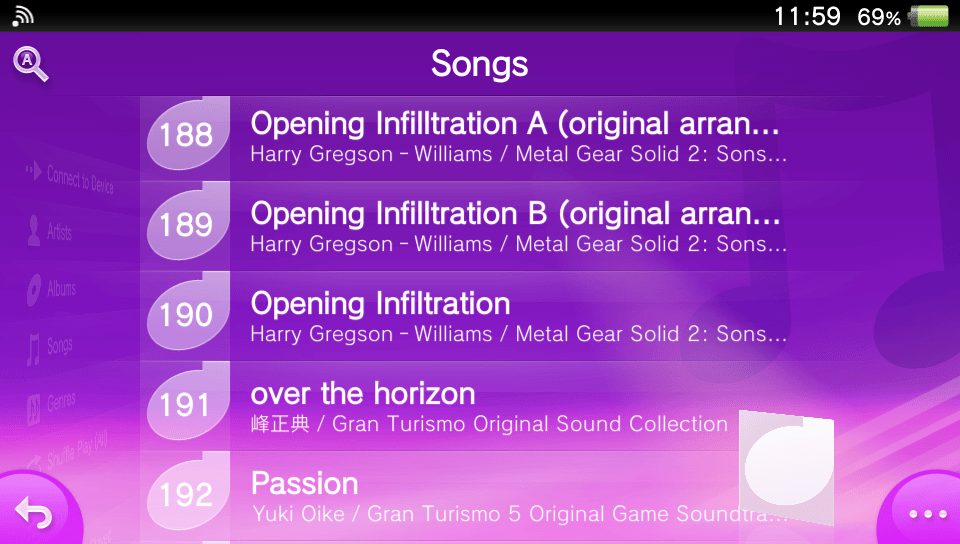 11:59 69%
A
Songs
188 Opening Infilltration A (original arran...
Harry Gregson-Williams / Metal Gear Solid 2: Sons...
189 Opening Infilltration B (original arran...
Harry Gregson-Williams / Metal Gear Solid 2: Sons...
190 Opening Infiltration
Harry Gregson-Williams / Metal Gear Solid 2: Sons...
191 over the horizon
峰正典 / Gran Turismo Original Sound Collection
192 Passion
Yuki Oike / Gran Turismo 5 Original Game Soundtra...
Connect to Device
Artists
Albums
Songs
Genres
Shuffle Play (All)